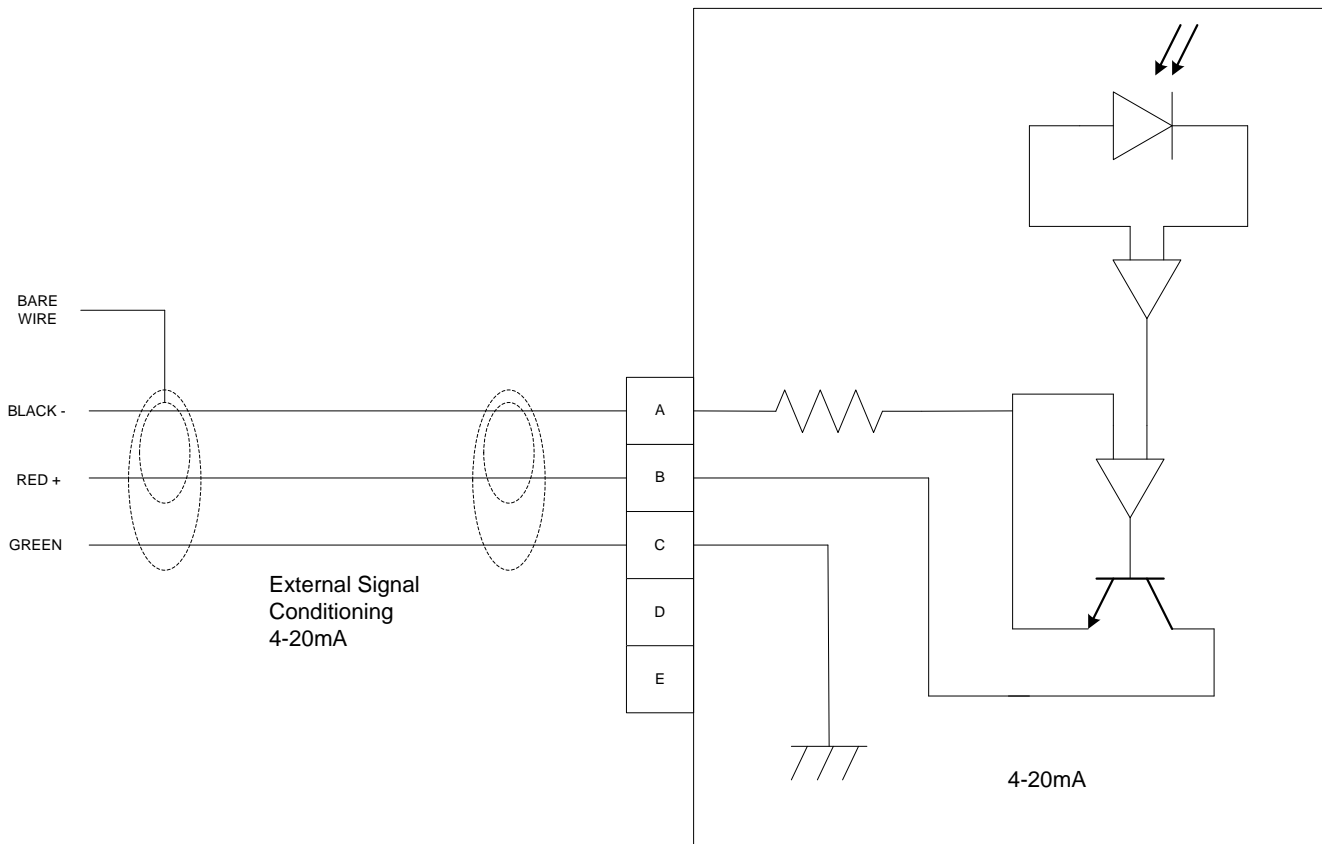 BARE
WIRE
BLACK -
RED +
GREEN
A
B
C
D
E
External Signal
Conditioning
4-20mA
4-20mA